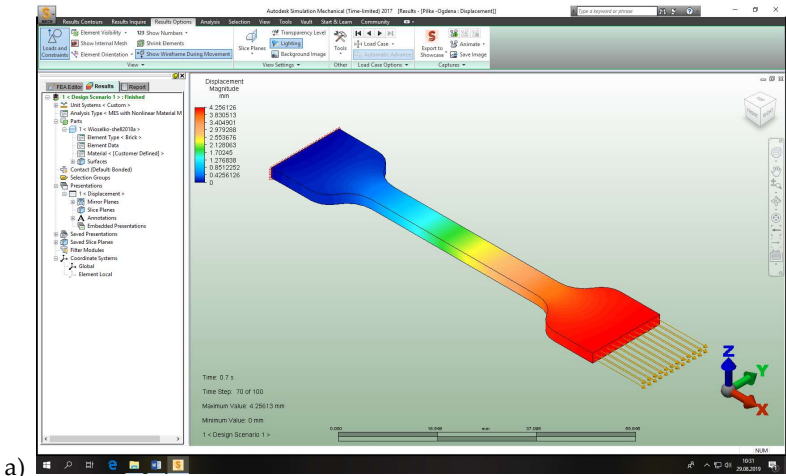 Autodesk Simulation Mechanical (Time-limited) 2017 [Results - [Pilka -Ogdena : Displacement]]
Type a keyword or phrase
Results Contours Results Inquire Results Options Analysis Selection View Tools Vault Start & Learn Community
Loads and Constraints
Element Visibility 123 Show Numbers
Show Internal Mesh Shrink Elements
Element Orientation Show Wireframe During Movement
View
Slice Planes
Transparency Level
Lighting
Background Image
View Settings
Tools
Other
Load Case
Load Case Options
Export to Showcase
Animate
Save Image
Captures
FEA Editor Results Report
1 < Design Scenario 1 > : Finished
Unit Systems < Custom >
Analysis Type < MES with Nonlinear Material M
Parts
1 < Wioselko-shell2018a >
Element Type < Brick >
Element Data
Material < [Customer Defined] >
Surfaces
Contact (Default: Bonded)
Selection Groups
Presentations
1 < Displacement >
Mirror Planes
Slice Planes
Annotations
Embedded Presentations
Saved Presentations
Saved Slice Planes
Filter Modules
Coordinate Systems
Global
Element Local
Displacement
Magnitude
mm
4.256126
3.830513
3.404901
2.979288
2.553676
2.128063
1.70245
1.276838
0.8512252
0.4256126
0
Time: 0.7 s
Time Step: 70 of 100
Maximum Value: 4.25613 mm
Minimum Value: 0 mm
1 < Design Scenario 1 >
0.000 mm
Z
Y
X
NUM
10:31
29.08.2019
a)